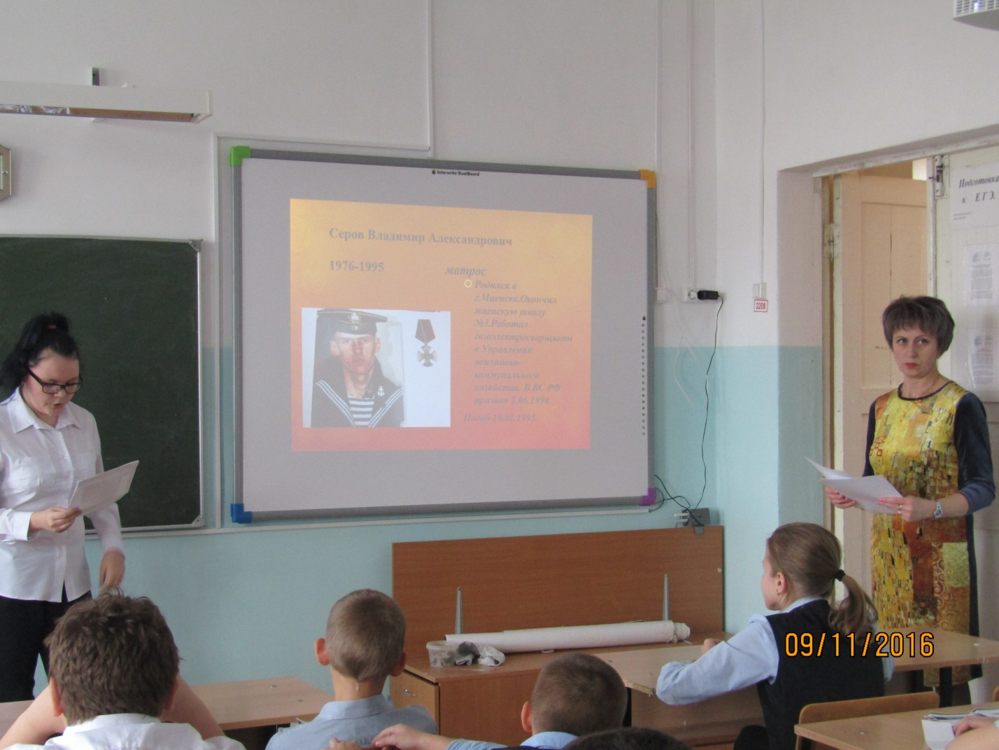 Interwrite DualBoard
Серов Владимир Александрович
1976-1995
матрос
Родился в
г.Мценске.Окончил
мценскую школу
№3.Работал
газоэлектросварщиком
в Управлении
жилищно-
коммунального
хозяйства. В ВС РФ
призван 1.06.1994.
Погиб 19.01.1995.
Подготовка
к ЕГЭ.
220В
09/11/2016